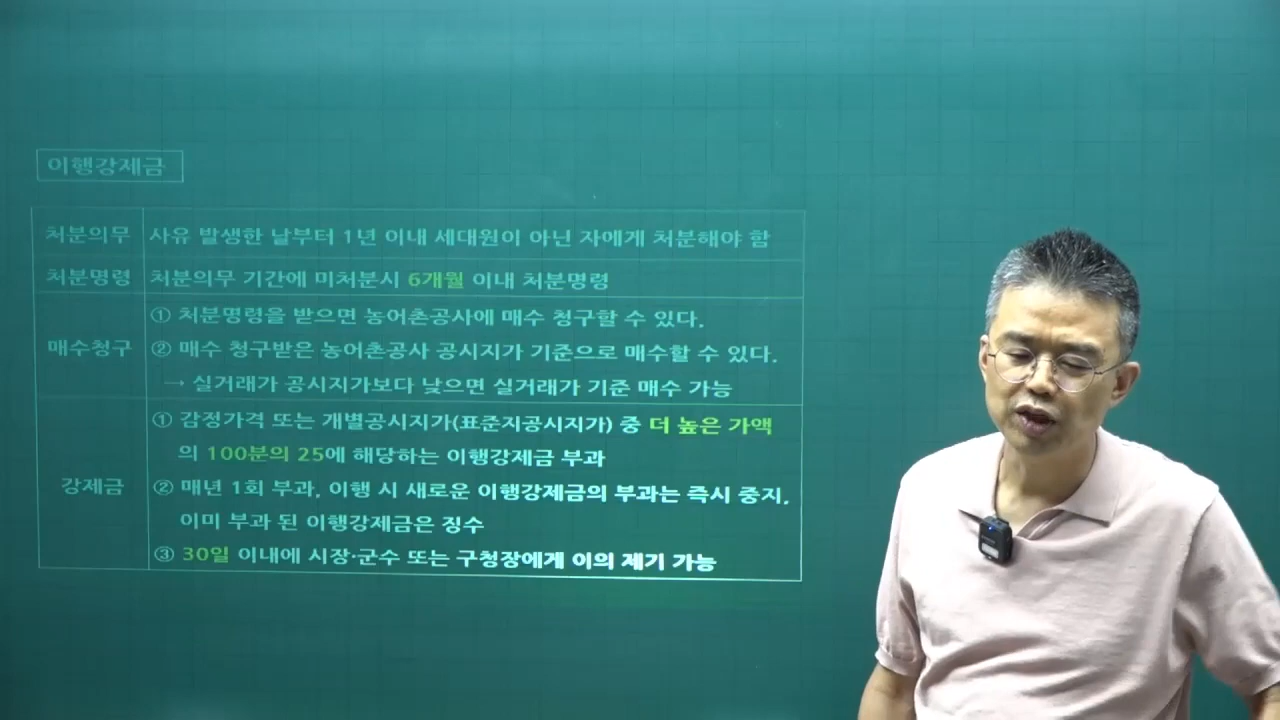 이행강제금
처분의무 사유 발생한 날부터 1년 이내 세대원이 아닌 자에게 처분해야 함
처분명령 처분의무 기간에 미처분시 6개월 이내 처분명령
① 처분명령을 받으면 농어촌공사에 매수 청구할 수 있다.
매수청구 ② 매수 청구받은 농어촌공사 공시지가 기준으로 매수할 수 있다.
→ 실거래가 공시지가보다 낮으면 실거래가 기준 매수 가능
① 감정가격 또는 개별공시지가(표준지공시지가) 중 더 높은 가액
의 100분의 25에 해당하는 이행강제금 부과
강제금 ② 매년 1회 부과, 이행 시 새로운 이행강제금의 부과는 즉시 중지,
이미 부과 된 이행강제금은 징수
③ 30일 이내에 시장·군수 또는 구청장에게 이의 제기 가능